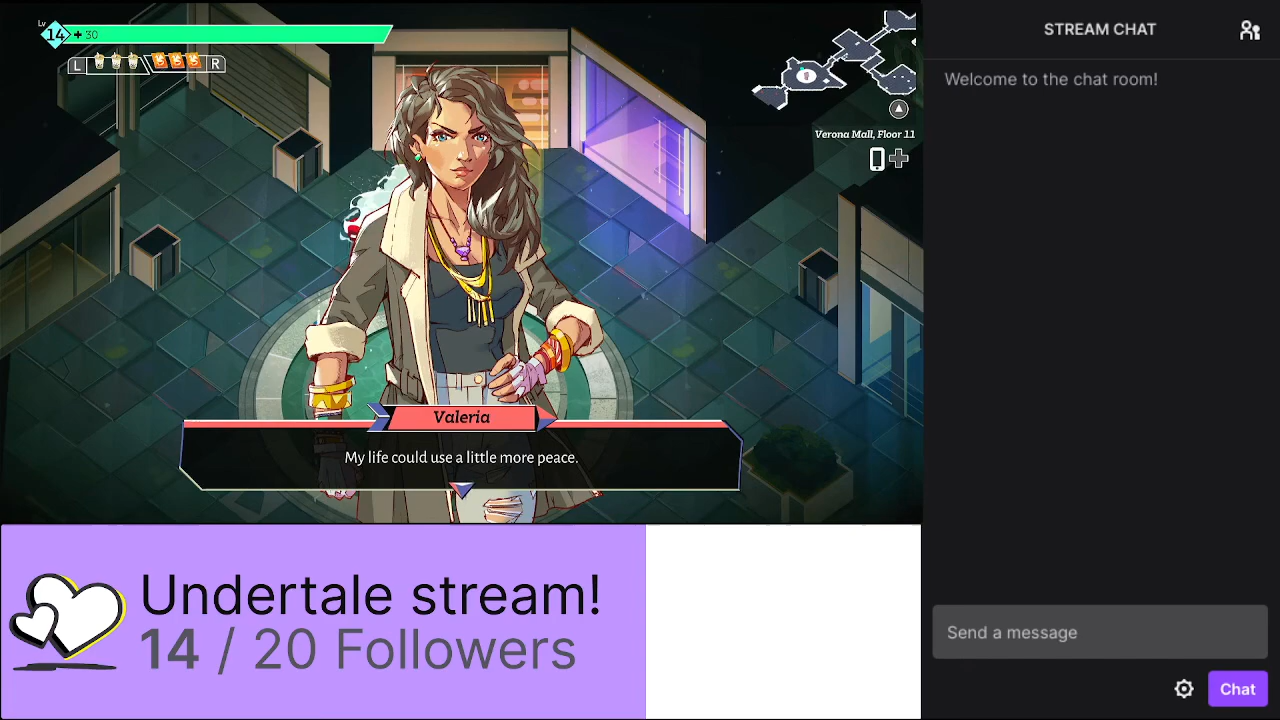 Lv
14 + 30
L R
Verona Mall, Floor 11
Valeria
My life could use a little more peace.
Undertale stream!
14 / 20 Followers
STREAM CHAT
Welcome to the chat room!
Send a message
Chat